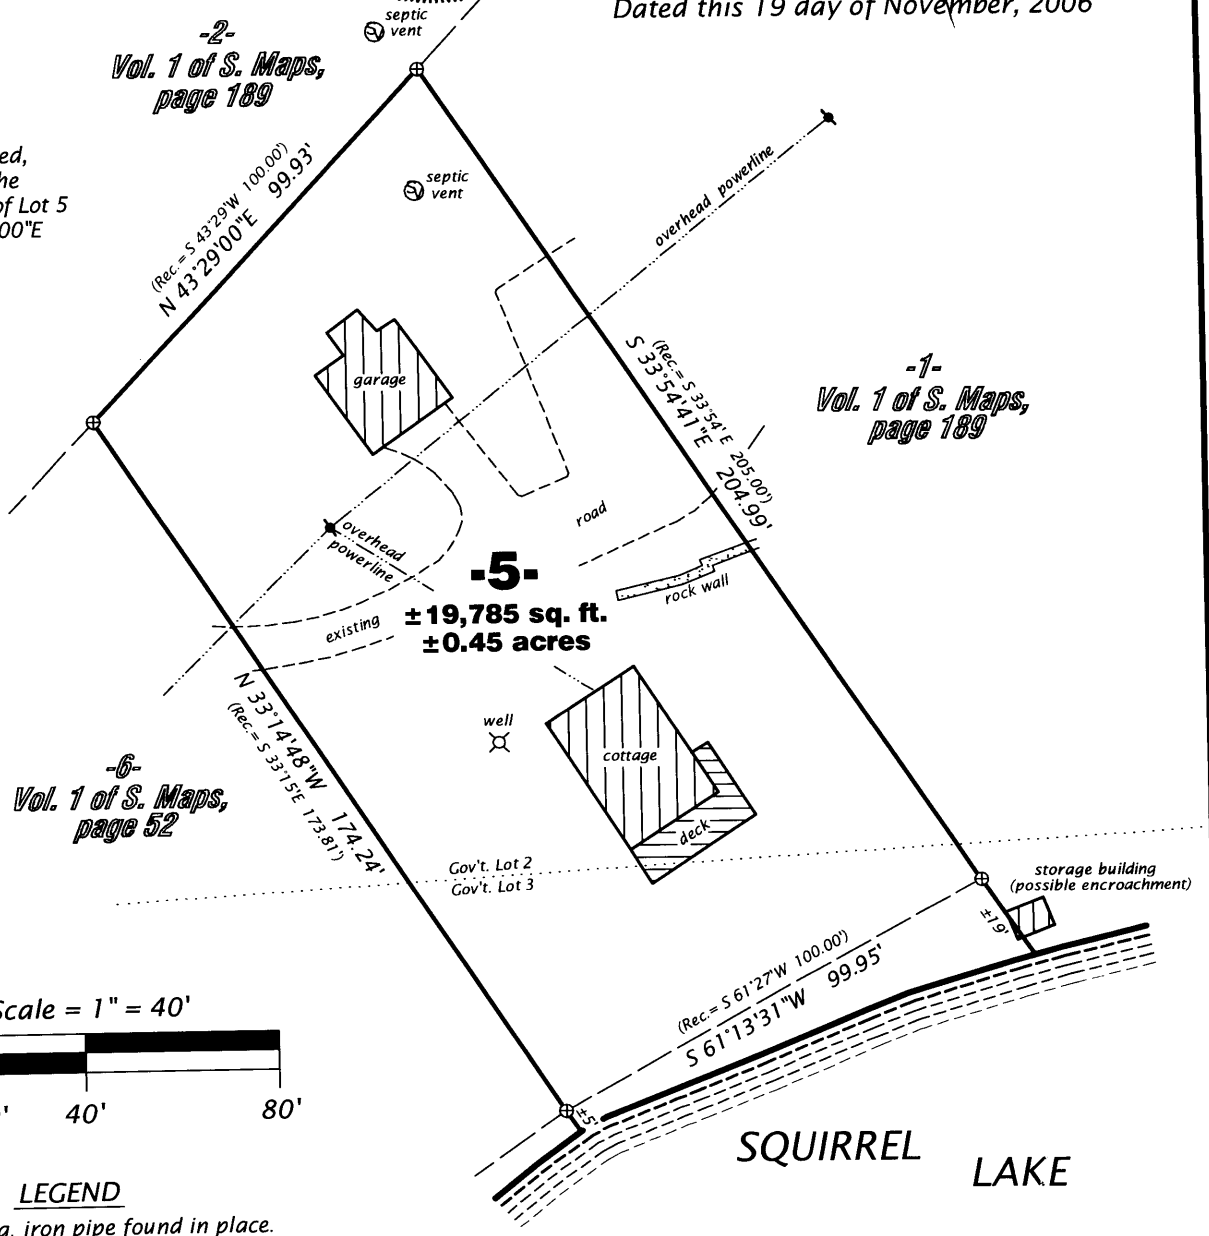 Dated this 19 day of November, 2006
-2-
Vol. 1 of S. Maps,
page 189
septic
vent
ed,
he
of Lot 5
00"E
(Rec.= S 43°29'W 100.00')
N 43°29'00"E 99.93'
septic
vent
overhead powerline
garage
(Rec.= S 33°54'E 205.00')
S 33°54'41"E 204.99'
-1-
Vol. 1 of S. Maps,
page 189
road
overhead
powerline
-5-
±19,785 sq. ft.
±0.45 acres
rock wall
existing
N 33°14'48"W 174.24'
(Rec.= S 33°15'E 173.81')
well
cottage
deck
-6-
Vol. 1 of S. Maps,
page 52
Gov't. Lot 2
Gov't. Lot 3
storage building
(possible encroachment)
±19'
(Rec.= S 61°27'W 100.00')
S 61°13'31"W 99.95'
Scale = 1" = 40'
40'
80'
±5'
SQUIRREL
LAKE
LEGEND
iron pipe found in place.